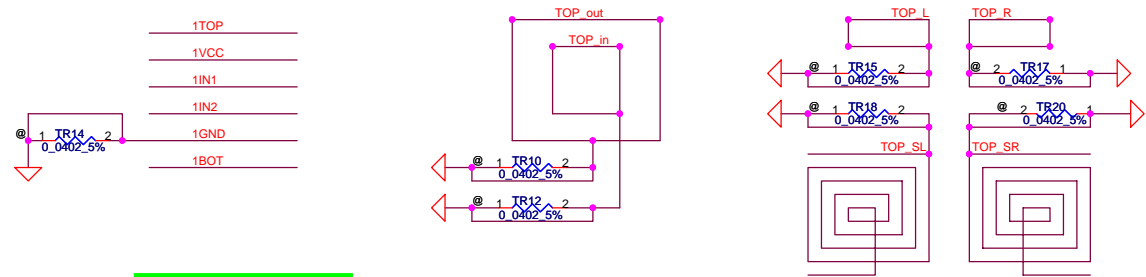 1TOP
1VCC
1IN1
1IN2
@ 1 TR14 2
0_0402_5%
1GND
1BOT
TOP_out
TOP_in
@ 1 TR10 2
0_0402_5%
@ 1 TR12 2
0_0402_5%
TOP_L
TOP_R
@ 1 TR15 2
0_0402_5%
@ 2 TR17 1
0_0402_5%
@ 1 TR18 2
0_0402_5%
@ 2 TR20 1
0_0402_5%
TOP_SL
TOP_SR